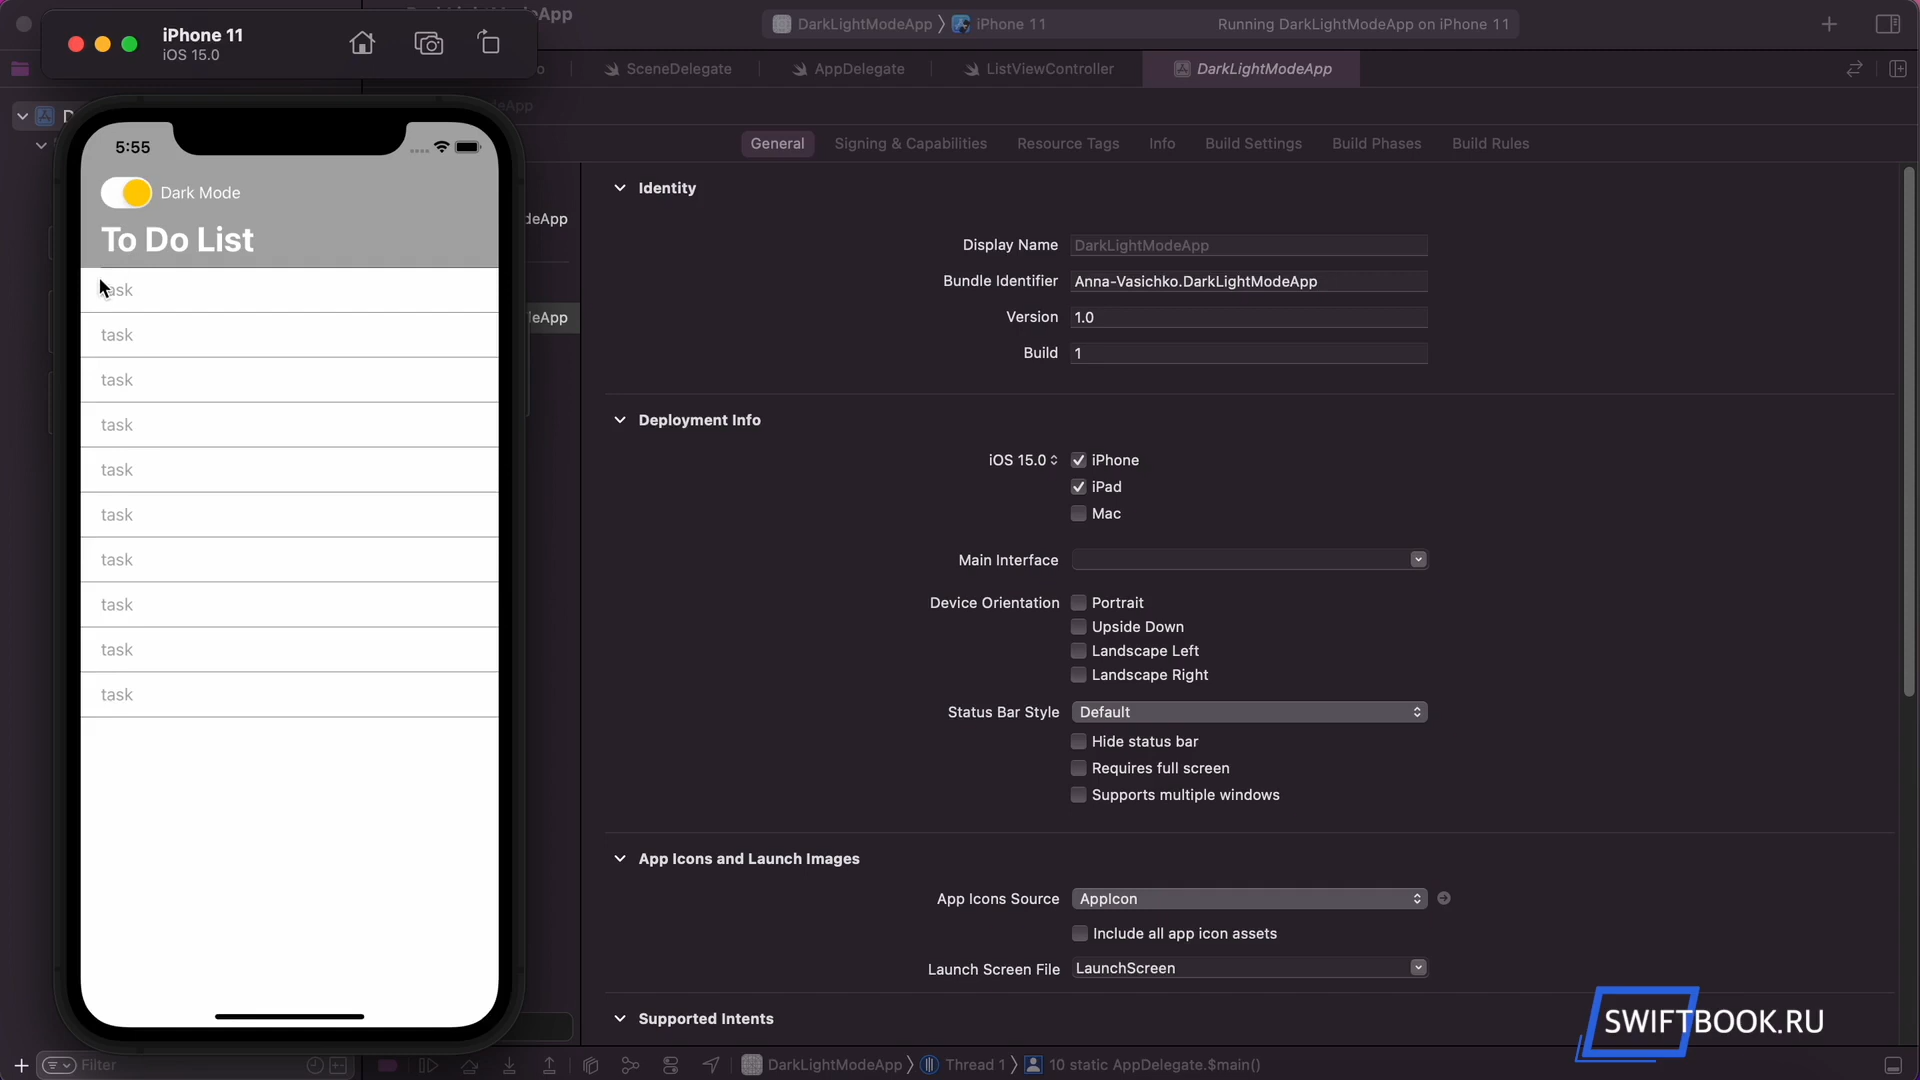 iPhone 11
iOS 15.0
DarkLightModeApp
iPhone 11
Running DarkLightModeApp on iPhone 11
SceneDelegate
AppDelegate
ListViewController
DarkLightModeApp
General
Signing & Capabilities
Resource Tags
Info
Build Settings
Build Phases
Build Rules
5:55
Dark Mode
To Do List
task
task
task
task
task
task
task
task
task
Identity
Display Name
DarkLightModeApp
Bundle Identifier
Anna-Vasichko.DarkLightModeApp
Version
1.0
Build
1
Deployment Info
iOS 15.0
iPhone
iPad
Mac
Main Interface
Device Orientation
Portrait
Upside Down
Landscape Left
Landscape Right
Status Bar Style
Default
Hide status bar
Requires full screen
Supports multiple windows
App Icons and Launch Images
App Icons Source
AppIcon
Include all app icon assets
Launch Screen File
LaunchScreen
Supported Intents
SWIFTBOOK.RU
Filter
DarkLightModeApp
Thread 1
10 static AppDelegate.$main()